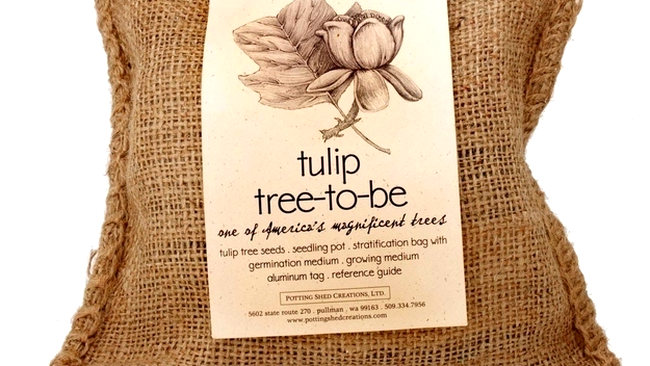 tulip
tree-to-be
one of America's magnificent trees
tulip tree seeds . seedling pot . stratification bag with
germination medium . growing medium
aluminum tag . reference guide
POTTING SHED CREATIONS, LTD.
5602 state route 270 . pullman . wa 99163 . 509.334.7956
www.pottingshedcreations.com